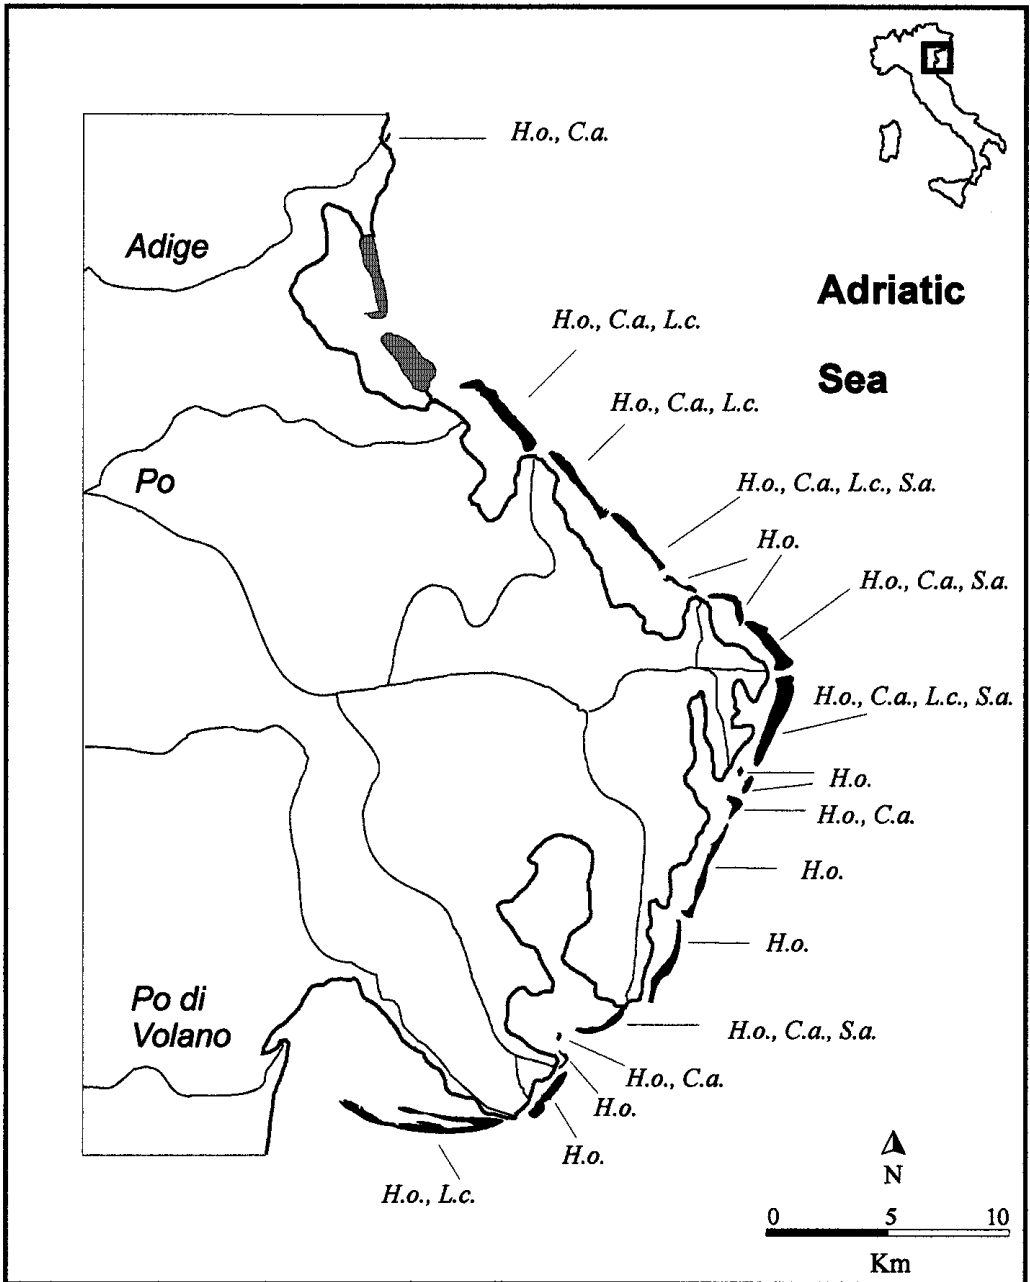 H.o., C.a.
Adige
Adriatic
Sea
H.o., C.a., L.c.
H.o., C.a., L.c.
Po
H.o., C.a., L.c., S.a.
H.o.
H.o., C.a., S.a.
H.o., C.a., L.c., S.a.
H.o.
H.o., C.a.
H.o.
H.o.
Po di
Volano
H.o., C.a., S.a.
H.o., C.a.
H.o.
H.o.
H.o., L.c.
N
0 5 10
Km